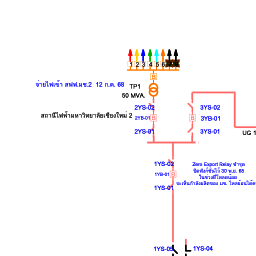 1 2 3 4 5 6
จ่ายไฟเข้า สฟฟ.มช.2 12 ก.ค. 68
TP1
50 MVA.
2YS-02 3YS-02
สถานีไฟฟ้ามหาวิทยาลัยเชียงใหม่ 2
2YB-01 3YB-01
2YS-01 3YS-01
UG 1
1YS-02
Zero Export Relay ชำรุด
1YB-01
1YS-01
1YS-05 1YS-04